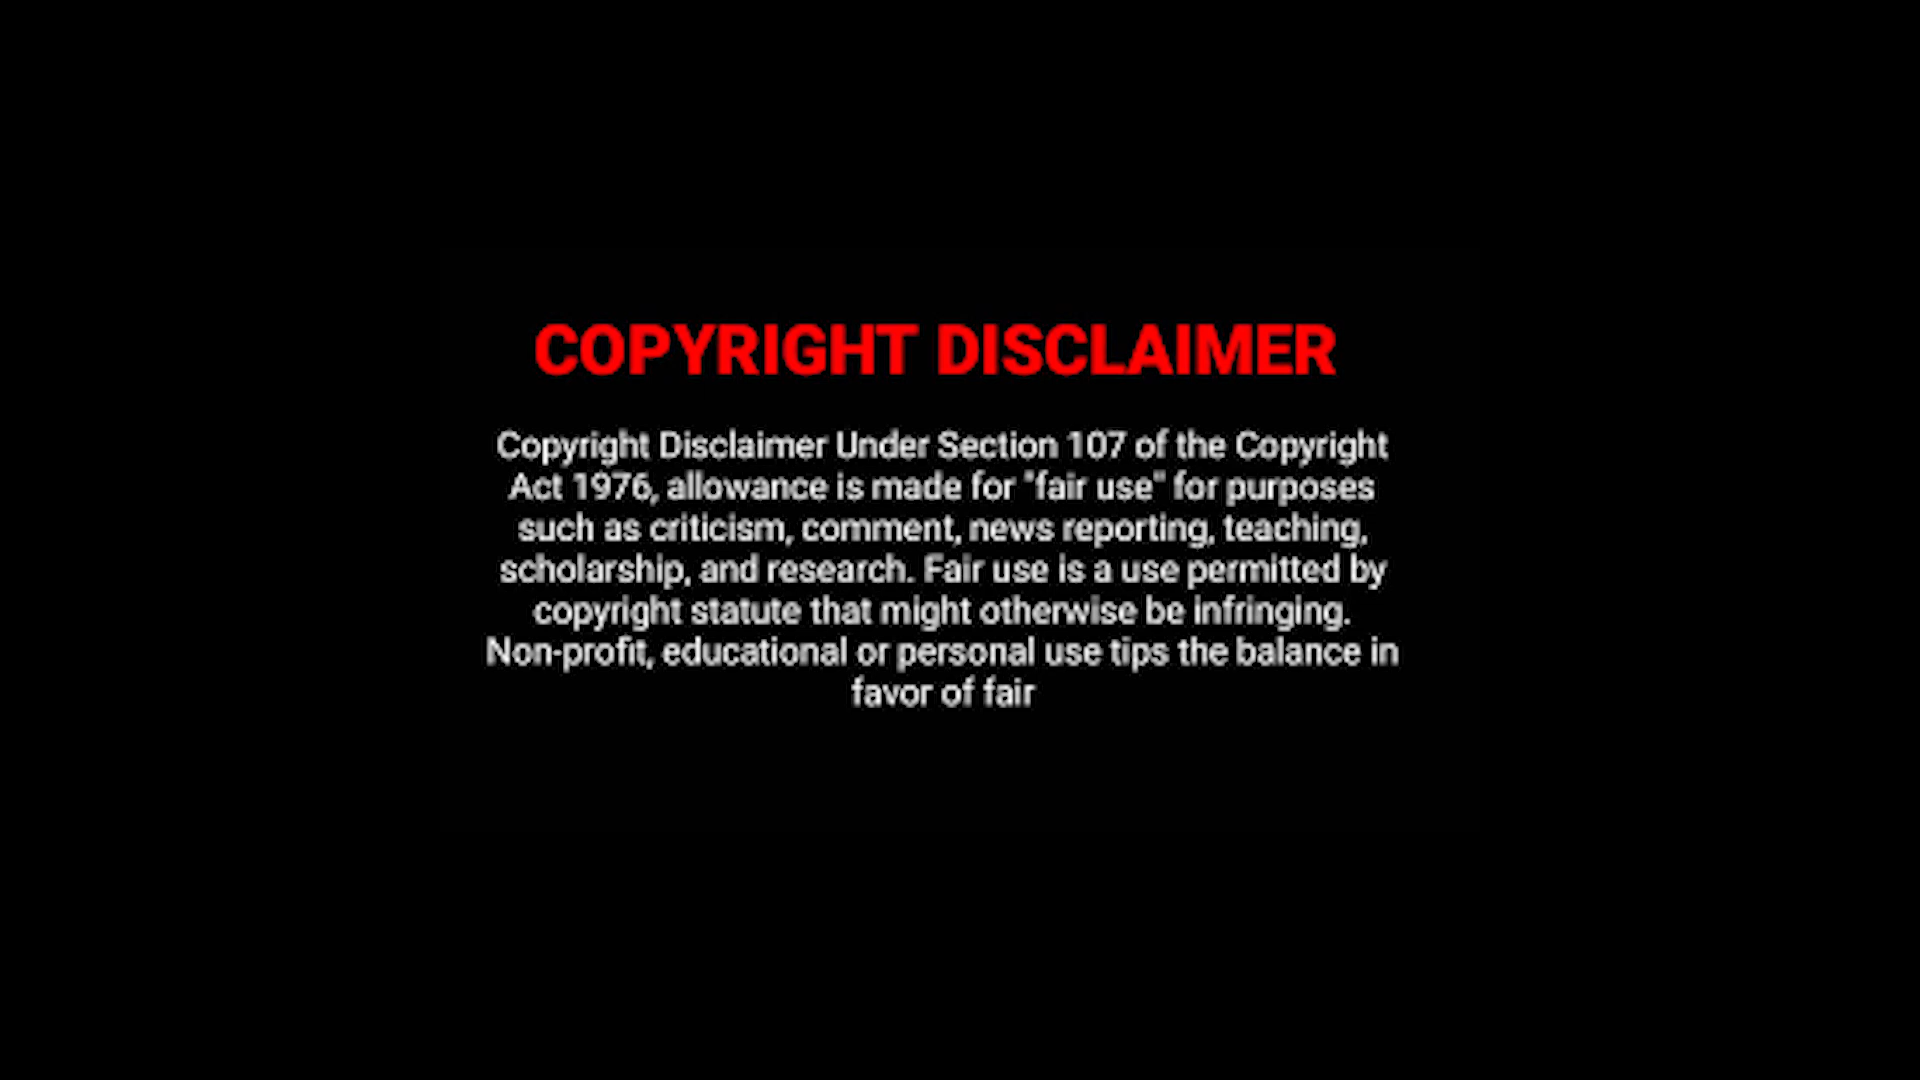 COPYRIGHT DISCLAIMER
Copyright Disclaimer Under Section 107 of the Copyright
Act 1976, allowance is made for "fair use" for purposes
such as criticism, comment, news reporting, teaching,
scholarship, and research. Fair use is a use permitted by
copyright statute that might otherwise be infringing.
Non-profit, educational or personal use tips the balance in
favor of fair